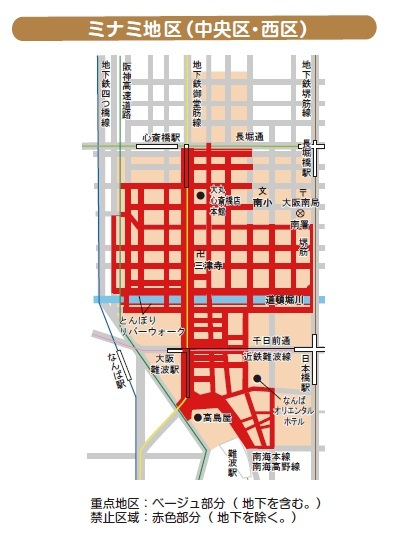 ミナミ地区（中央区・西区）
地下鉄四つ橋線
阪神高速道路
地下鉄御堂筋線
地下鉄堺筋線
心斎橋駅
長堀通
長堀橋駅
大丸
心斎橋店
本館
文
南小
〒
大阪南局
南署
堺筋
卍
三津寺
道頓堀川
とんぼり
リバーウォーク
千日前通
なんば駅
大阪
難波駅
近鉄難波線
日本橋駅
なんば
オリエンタル
ホテル
高島屋
難波駅
南海本線
南海高野線
重点地区：ベージュ部分（地下を含む。）
禁止区域：赤色部分（地下を除く。）